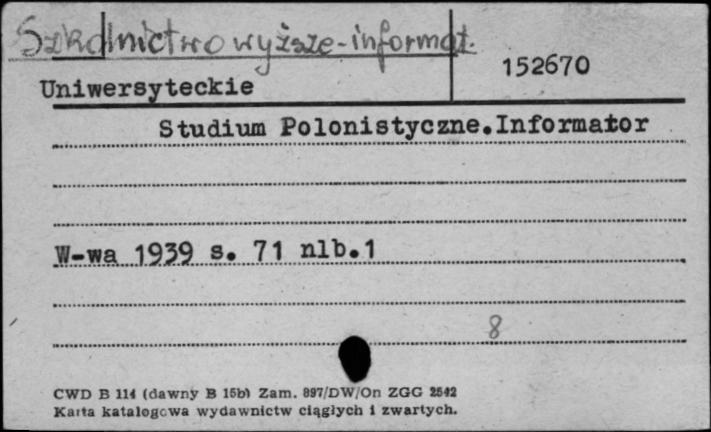 Szkolnictwo wyższe-informat.
152670
Uniwersyteckie
Studium Polonistyczne.Informator
W-wa 1939 s. 71 nlb.1
8
CWD B 114 (dawny B 15b) Zam. 897/DW/On ZGG 2542
Karta katalogowa wydawnictw ciągłych i zwartych.